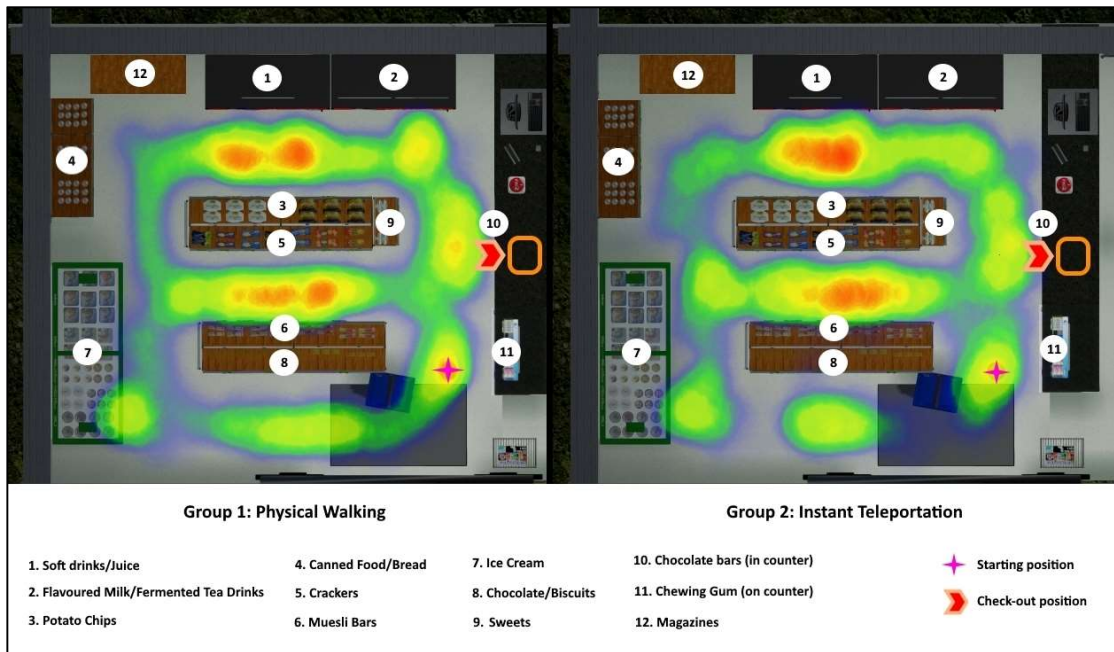 12
1
2
4
3
9
5
10
6
7
8
11
12
1
2
4
3
9
5
10
6
7
8
11
Group 1: Physical Walking
Group 2: Instant Teleportation
1. Soft drinks/Juice
2. Flavoured Milk/Fermented Tea Drinks
3. Potato Chips
4. Canned Food/Bread
5. Crackers
6. Muesli Bars
7. Ice Cream
8. Chocolate/Biscuits
9. Sweets
10. Chocolate bars (in counter)
11. Chewing Gum (on counter)
12. Magazines
Starting position
Check-out position